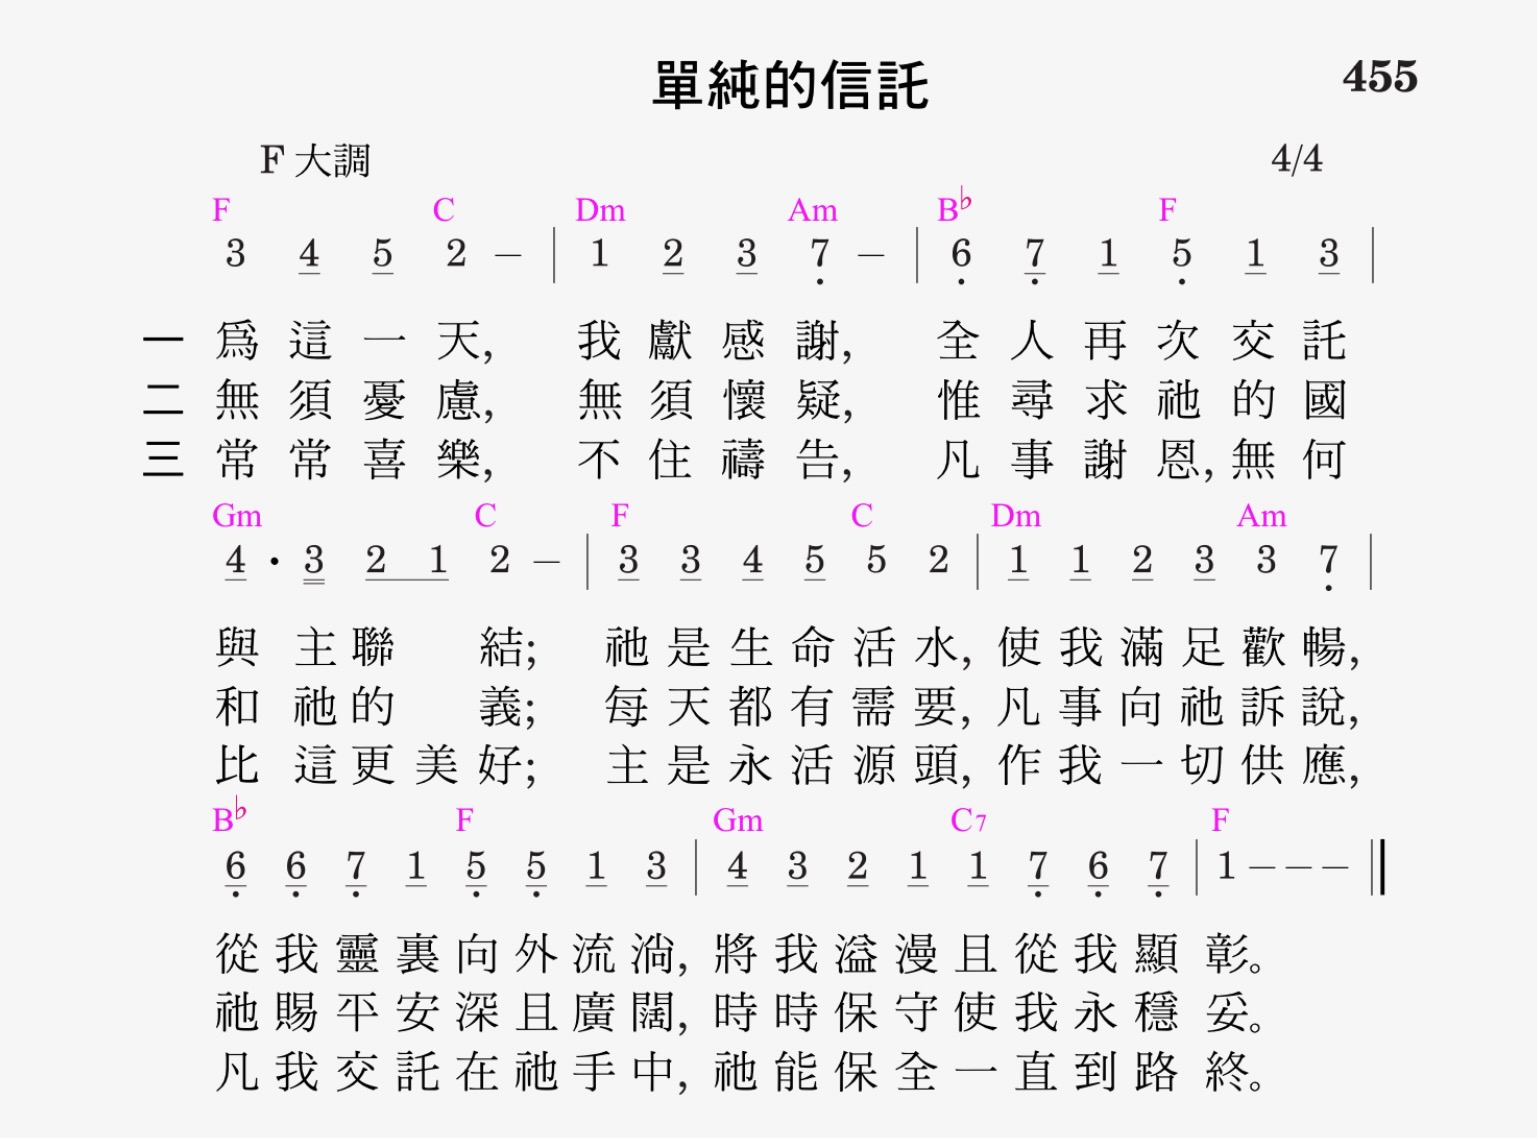 單純的信託 455
F 大調 4/4
F C Dm Am B♭ F
3 4 5 2 – | 1 2 3 7 – | 6 7 1 5 1 3 |
一 爲這一天, 我獻感謝, 全人再次交託
二 無須憂慮, 無須懷疑, 惟尋求祂的國
三 常常喜樂, 不住禱告, 凡事謝恩, 無何
Gm C F C Dm Am
4 · 3 2 1 2 – | 3 3 4 5 5 2 | 1 1 2 3 3 7 |
與主聯結; 祂是生命活水, 使我滿足歡暢,
和祂的義; 每天都有需要, 凡事向祂訴說,
比這更美好; 主是永活源頭, 作我一切供應,
B♭ F Gm C7 F
6 6 7 1 5 5 1 3 | 4 3 2 1 1 7 6 7 | 1 – – – ‖
從我靈裏向外流淌, 將我溢漫且從我顯彰。
祂賜平安深且廣闊, 時時保守使我永穩妥。
凡我交託在祂手中, 祂能保全一直到路終。